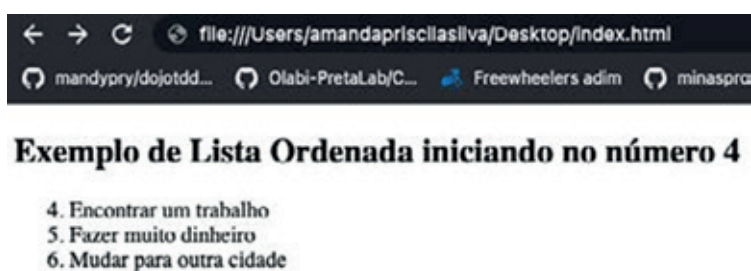 file:///Users/amandapriscilasilva/Desktop/index.html
mandypry/dojotdd... Olabi-PretaLab/C... Freewheelers adim
Exemplo de Lista Ordenada iniciando no número 4
4. Encontrar um trabalho
5. Fazer muito dinheiro
6. Mudar para outra cidade